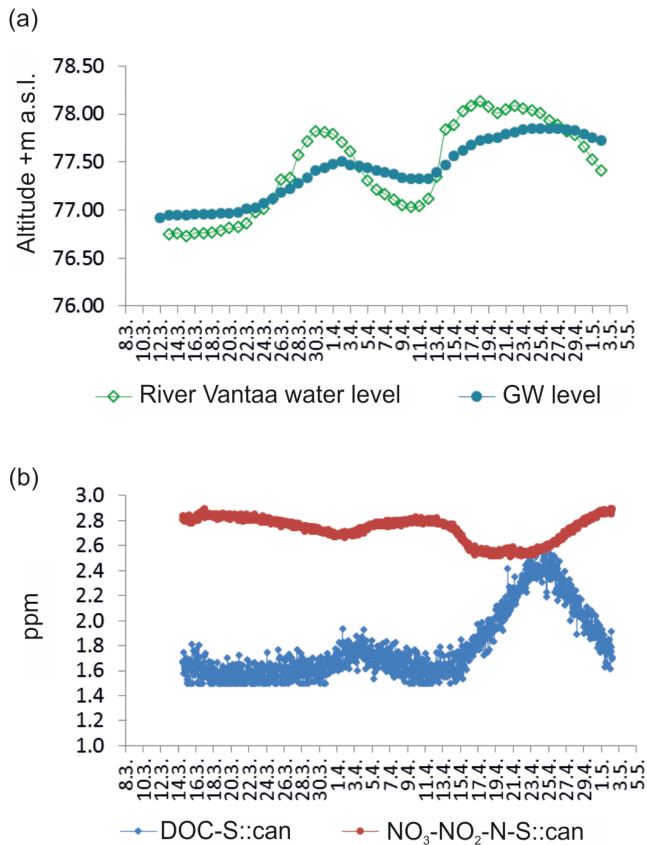 (a)
Altitude +m a.s.l.
78.50
78.00
77.50
77.00
76.50
76.00
8.3. 10.3. 12.3. 14.3. 16.3. 18.3. 20.3. 22.3. 24.3. 26.3. 28.3. 30.3. 1.4. 3.4. 5.4. 7.4. 9.4. 11.4. 13.4. 15.4. 17.4. 19.4. 21.4. 23.4. 25.4. 27.4. 29.4. 1.5. 3.5. 5.5.
River Vantaa water level GW level
(b)
ppm
3.0
2.8
2.6
2.4
2.2
2.0
1.8
1.6
1.4
1.2
1.0
8.3. 10.3. 12.3. 14.3. 16.3. 18.3. 20.3. 22.3. 24.3. 26.3. 28.3. 30.3. 1.4. 3.4. 5.4. 7.4. 9.4. 11.4. 13.4. 15.4. 17.4. 19.4. 21.4. 23.4. 25.4. 27.4. 29.4. 1.5. 3.5. 5.5.
DOC-S::can NO₃-NO₂-N-S::can